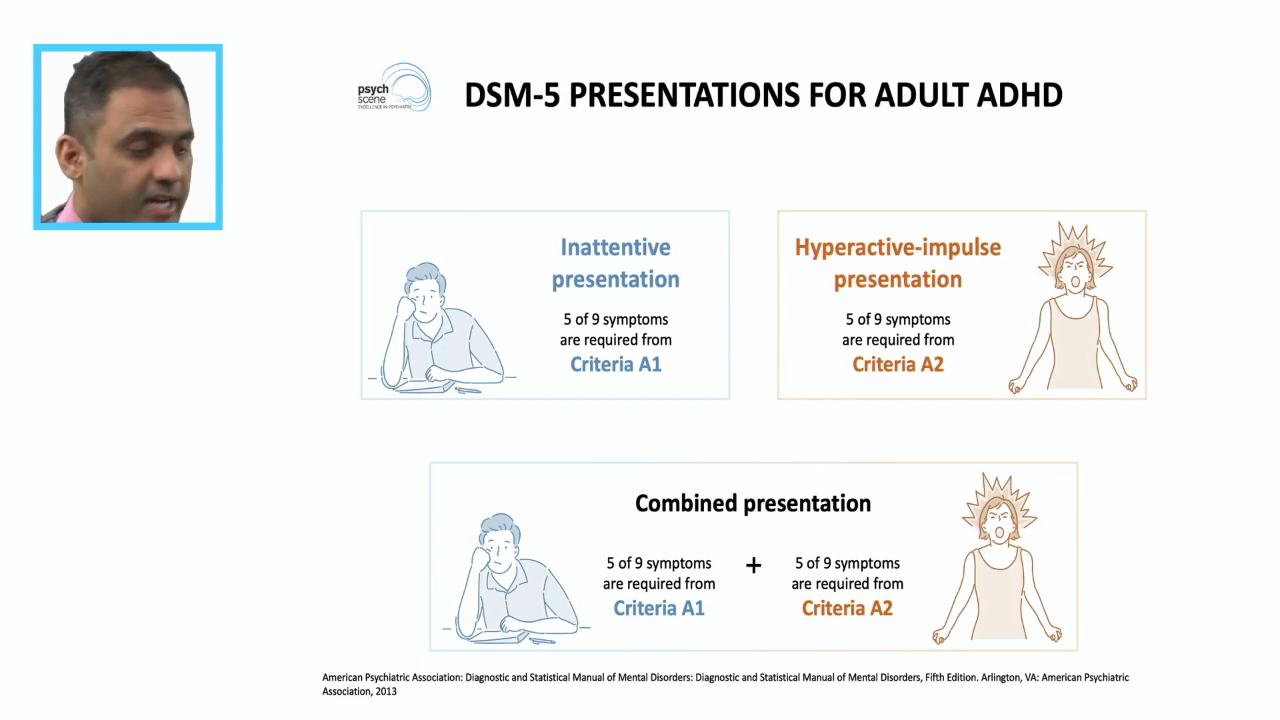 psych
scene
EXCELLENCE IN PSYCHIATRY
DSM-5 PRESENTATIONS FOR ADULT ADHD
Inattentive
presentation
5 of 9 symptoms
are required from
Criteria A1
Hyperactive-impulse
presentation
5 of 9 symptoms
are required from
Criteria A2
Combined presentation
5 of 9 symptoms
are required from
Criteria A1
+
5 of 9 symptoms
are required from
Criteria A2
American Psychiatric Association: Diagnostic and Statistical Manual of Mental Disorders: Diagnostic and Statistical Manual of Mental Disorders, Fifth Edition. Arlington, VA: American Psychiatric
Association, 2013